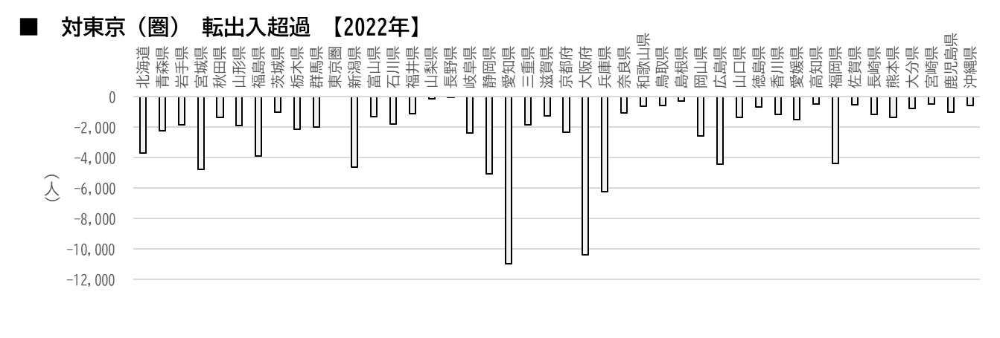 ■　対東京（圏）　転出入超過　【2022年】
北海道
青森県
岩手県
宮城県
秋田県
山形県
福島県
茨城県
栃木県
群馬県
東京圏
新潟県
富山県
石川県
福井県
山梨県
長野県
岐阜県
静岡県
愛知県
三重県
滋賀県
京都府
大阪府
兵庫県
奈良県
和歌山県
鳥取県
島根県
岡山県
広島県
山口県
徳島県
香川県
愛媛県
高知県
福岡県
佐賀県
長崎県
熊本県
大分県
宮崎県
鹿児島県
沖縄県
0
-2,000
-4,000
-6,000
-8,000
-10,000
-12,000
(人)